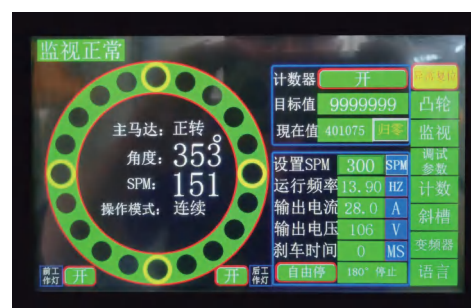 监视正常
主马达：正转
角度：353°
SPM：151
操作模式：连续
前工作灯 开
开 后工作灯
计数器 开
目标值 9999999
现在值 401075 归零
设置SPM 300 SPM
运行频率 13.90 HZ
输出电流 28.0 A
输出电压 106 V
刹车时间 0 MS
自由停 180° 停止
凸轮
监视
调试参数
计数
斜槽
变频器
语言